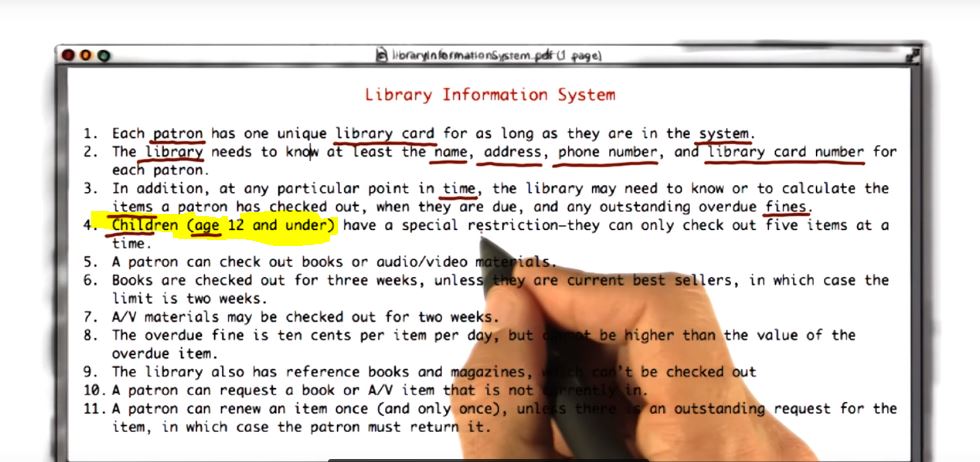 libraryInformationSystem.pdf (1 page)
Library Information System
1. Each patron has one unique library card for as long as they are in the system.
2. The library needs to know at least the name, address, phone number, and library card number for
each patron.
3. In addition, at any particular point in time, the library may need to know or to calculate the
items a patron has checked out, when they are due, and any outstanding overdue fines.
4. Children (age 12 and under) have a special restriction–they can only check out five items at a
time.
5. A patron can check out books or audio/video materials.
6. Books are checked out for three weeks, unless they are current best sellers, in which case the
limit is two weeks.
7. A/V materials may be checked out for two weeks.
8. The overdue fine is ten cents per item per day, but cannot be higher than the value of the
overdue item.
9. The library also has reference books and magazines, which can't be checked out
10. A patron can request a book or A/V item that is not currently in.
11. A patron can renew an item once (and only once), unless there is an outstanding request for the
item, in which case the patron must return it.